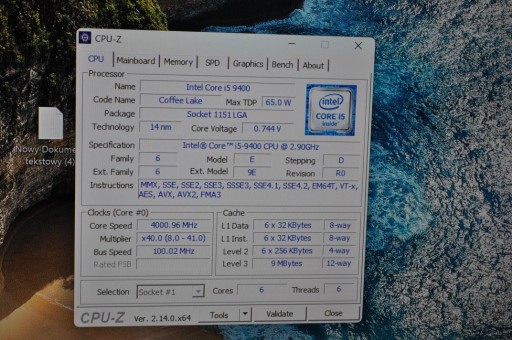 CPU-Z
CPU Mainboard Memory SPD Graphics Bench About
Processor
Name Intel Core i5 9400
Code Name Coffee Lake Max TDP 65.0 W
Package Socket 1151 LGA
Technology 14 nm Core Voltage 0.744 V
intel
CORE i5
inside
Specification Intel® Core™ i5-9400 CPU @ 2.90GHz
Family 6 Model E Stepping D
Ext. Family 6 Ext. Model 9E Revision R0
Instructions MMX, SSE, SSE2, SSE3, SSSE3, SSE4.1, SSE4.2, EM64T, VT-x,
AES, AVX, AVX2, FMA3
Clocks (Core #0)
Core Speed 4000.96 MHz
Multiplier x40.0 (8.0 - 41.0)
Bus Speed 100.02 MHz
Rated FSB
Cache
L1 Data 6 x 32 KBytes 8-way
L1 Inst. 6 x 32 KBytes 8-way
Level 2 6 x 256 KBytes 4-way
Level 3 9 MBytes 12-way
Selection Socket #1 Cores 6 Threads 6
CPU-Z Ver. 2.14.0.x64 Tools Validate Close
Nowy Dokume
tekstowy (4)